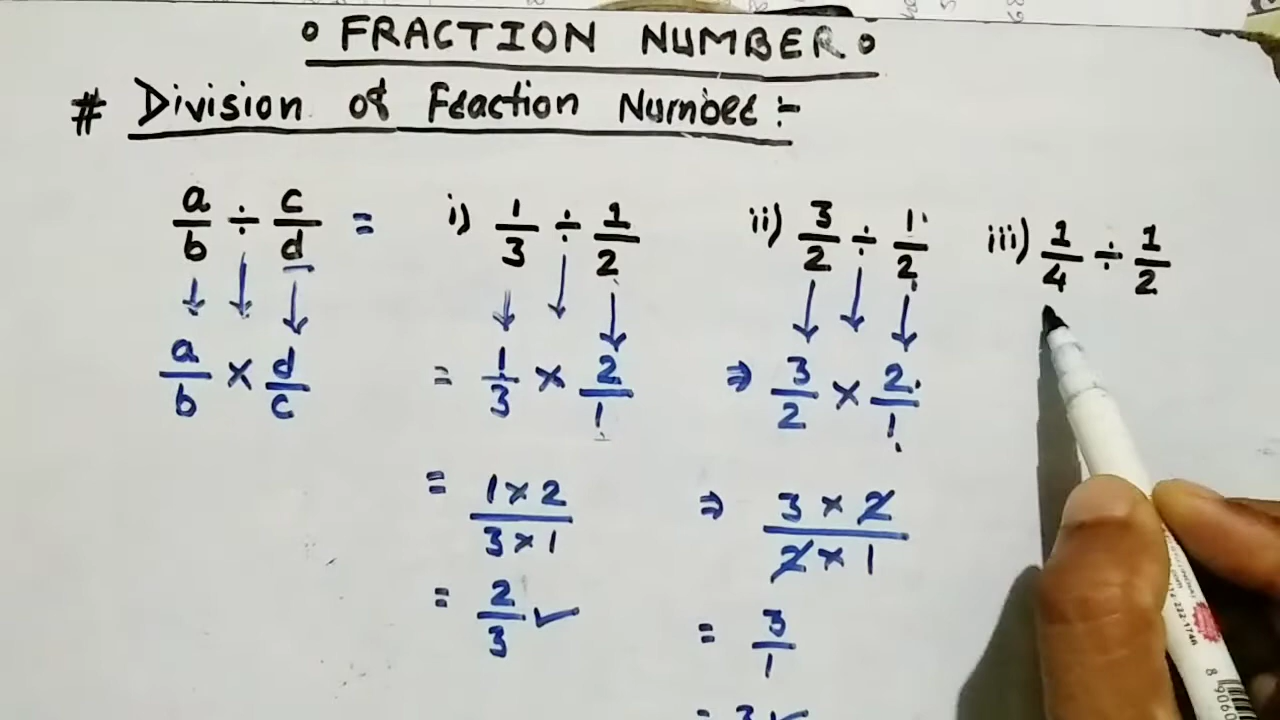 FRACTION NUMBER
# Division of Fraction Number :-
a/b ÷ c/d =
a/b × d/c
i) 1/3 ÷ 1/2
= 1/3 × 2/1
= 1 × 2 / 3 × 1
= 2/3 ✓
ii) 3/2 ÷ 1/2
⇒ 3/2 × 2/1
⇒ 3 × 2 / 2 × 1
= 3/1
= 3 ✓
iii) 1/4 ÷ 1/2